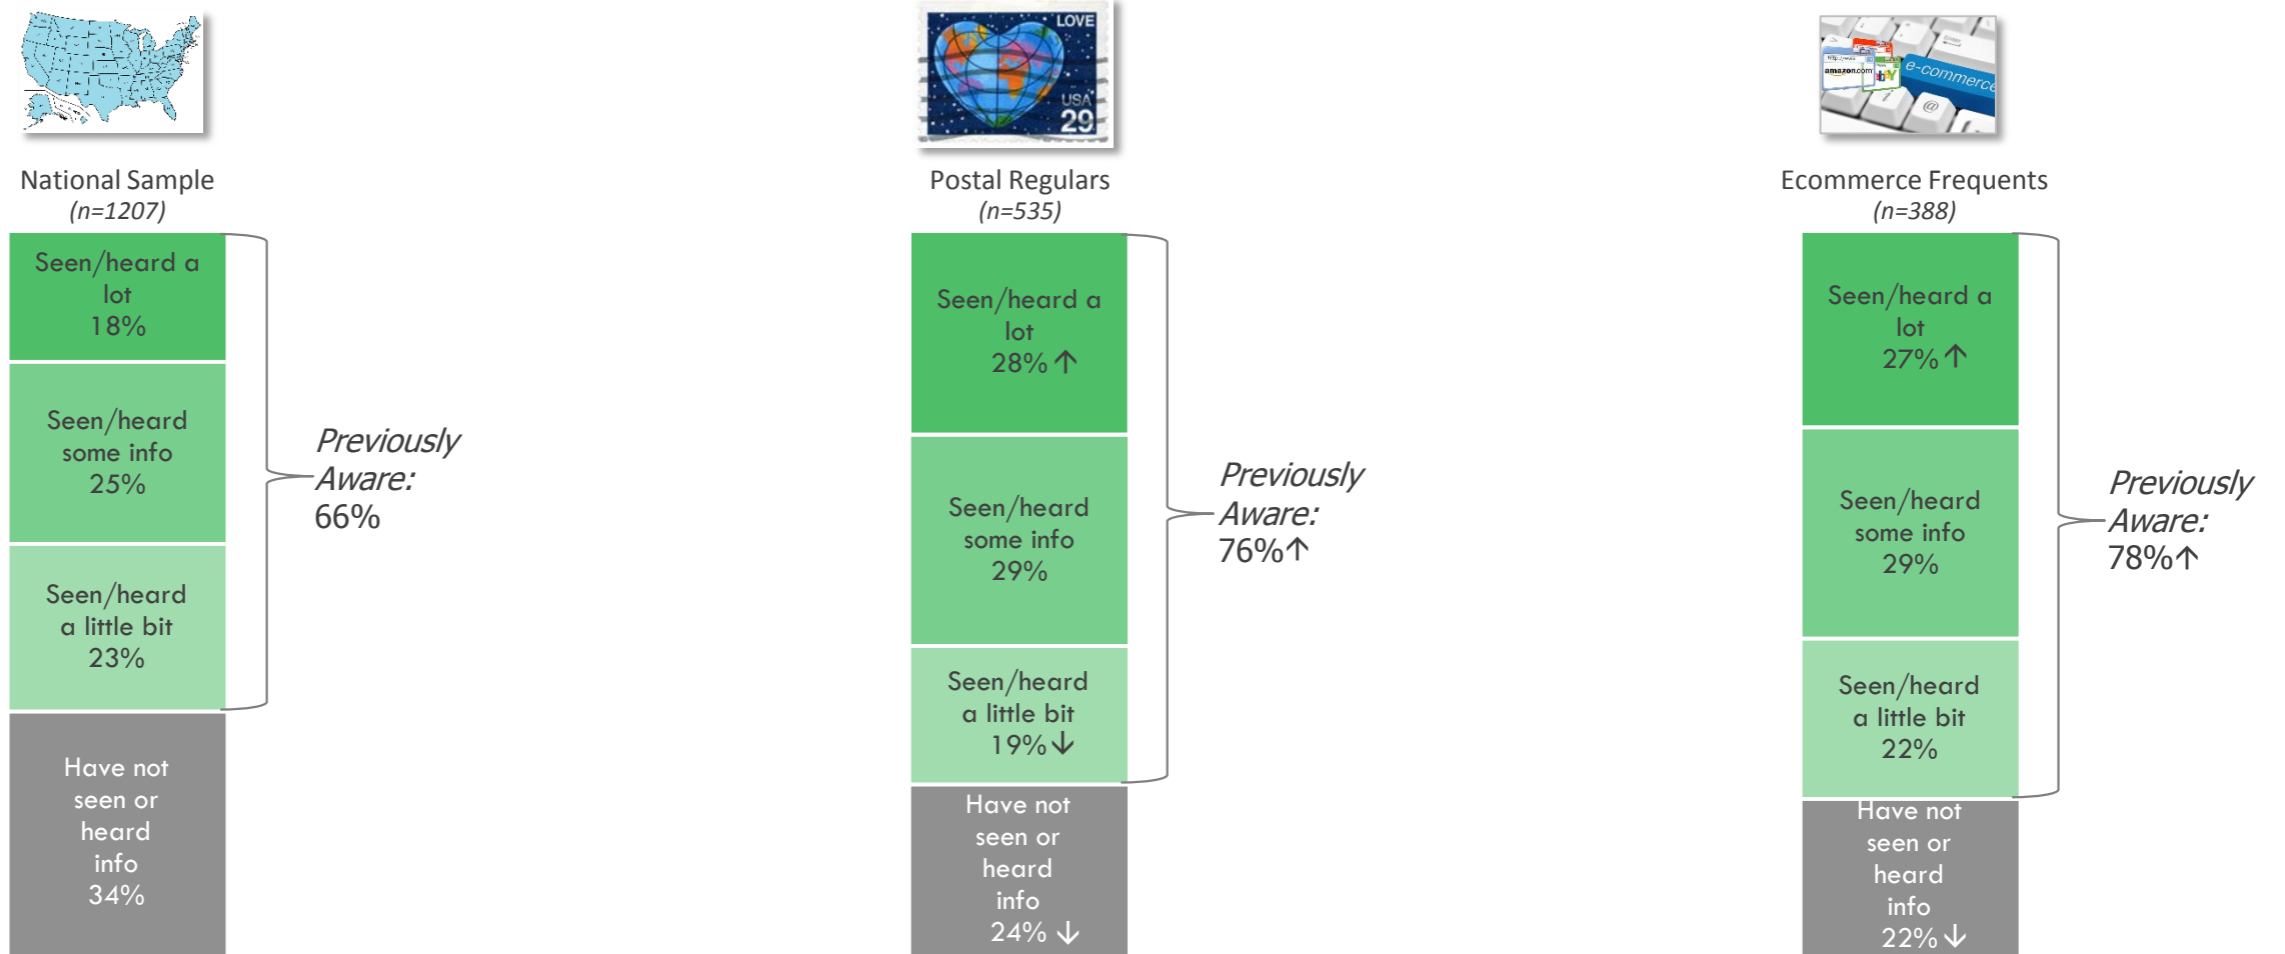 LOVE
USA
29
amazon.com
ebY
e-commerce
@
National Sample
(n=1207)
Seen/heard a
lot
18%
Seen/heard
some info
25%
Seen/heard
a little bit
23%
Have not
seen or
heard
info
34%
Previously
Aware:
66%
Postal Regulars
(n=535)
Seen/heard a
lot
28% ↑
Seen/heard
some info
29%
Seen/heard
a little bit
19% ↓
Have not
seen or
heard
info
24% ↓
Previously
Aware:
76%↑
Ecommerce Frequents
(n=388)
Seen/heard a
lot
27% ↑
Seen/heard
some info
29%
Seen/heard
a little bit
22%
Have not
seen or
heard
info
22% ↓
Previously
Aware:
78%↑